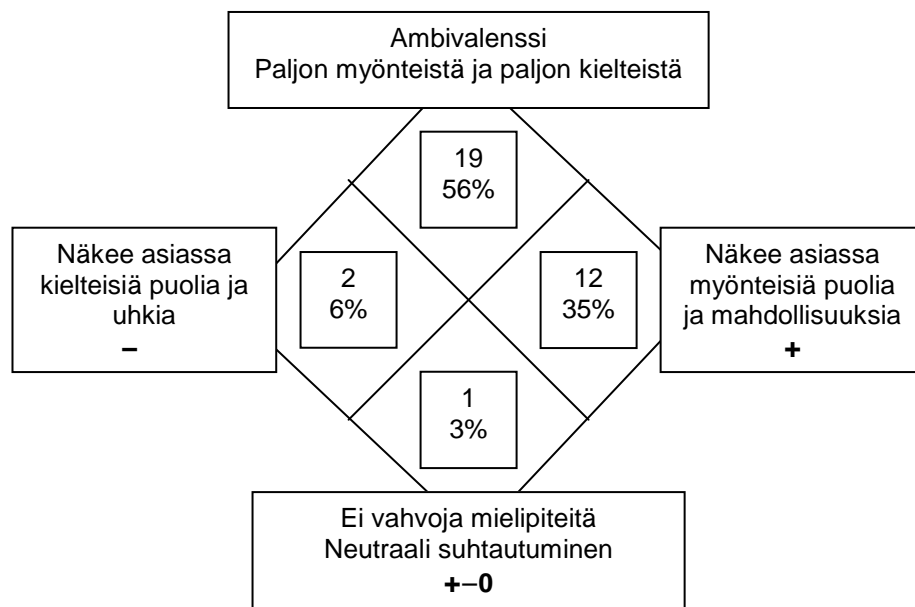 Ambivalenssi
Paljon myönteistä ja paljon kielteistä
19
56%
Näkee asiassa
kielteisiä puolia ja
uhkia
–
2
6%
12
35%
Näkee asiassa
myönteisiä puolia
ja mahdollisuuksia
+
1
3%
Ei vahvoja mielipiteitä
Neutraali suhtautuminen
+–0